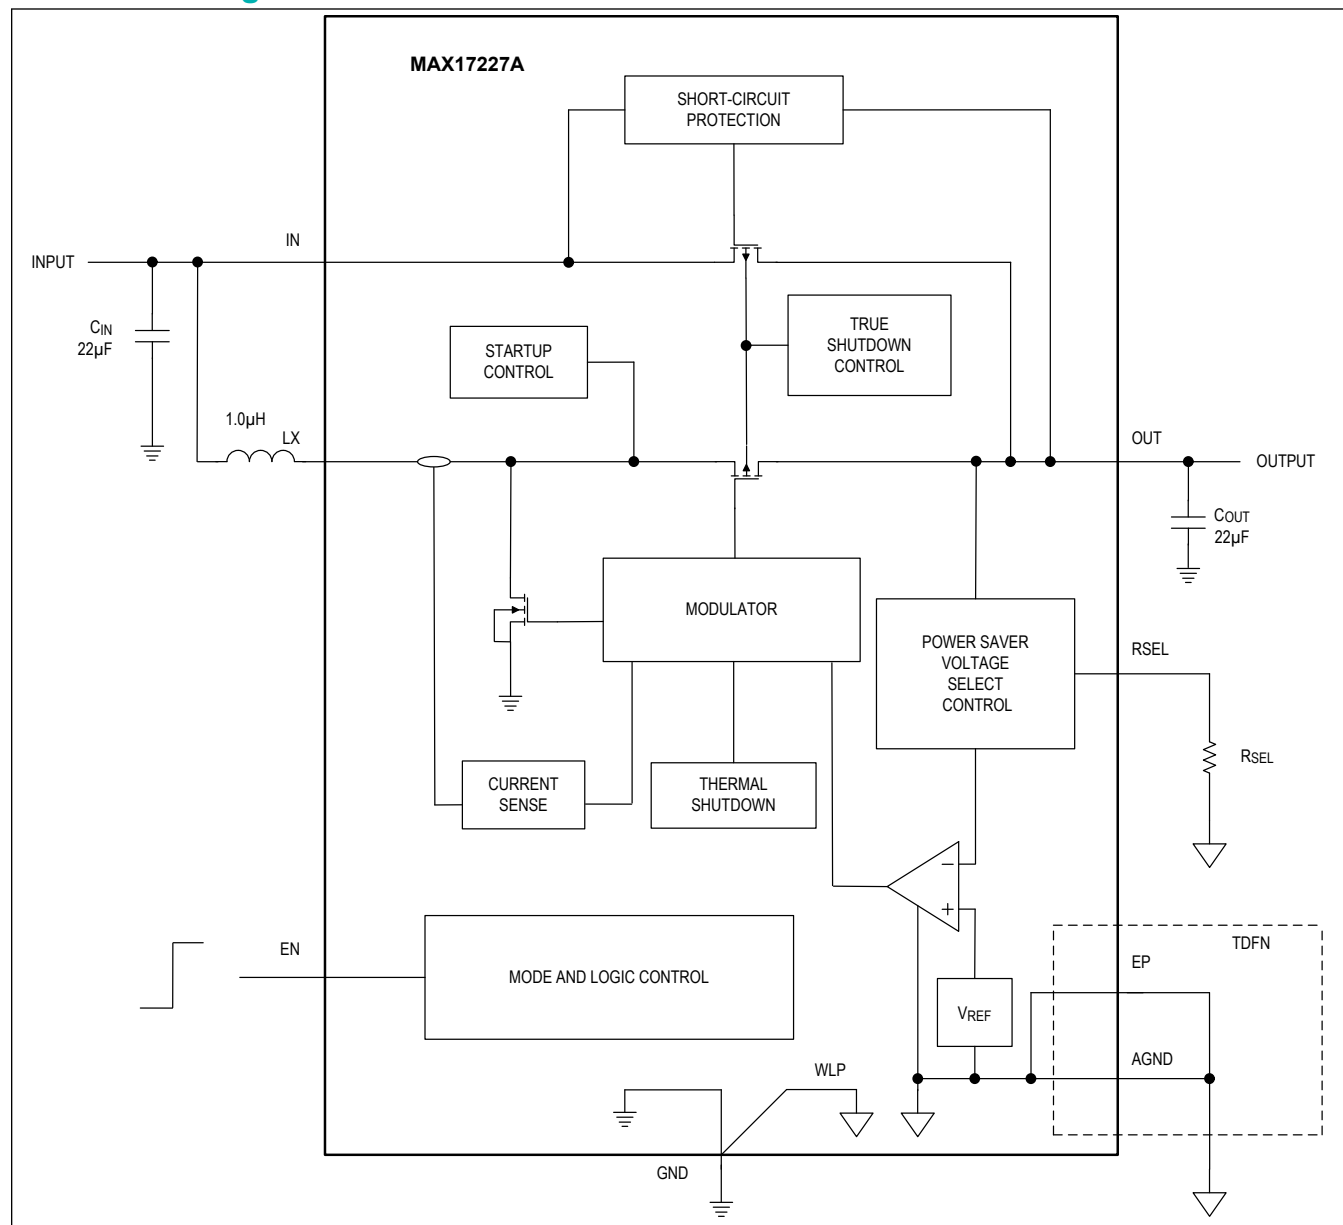 g
MAX17227A
SHORT-CIRCUIT
PROTECTION
IN
INPUT
CIN
22µF
STARTUP
CONTROL
TRUE
SHUTDOWN
CONTROL
1.0µH
LX
OUT
OUTPUT
COUT
22µF
MODULATOR
POWER SAVER
VOLTAGE
SELECT
CONTROL
RSEL
RSEL
CURRENT
SENSE
THERMAL
SHUTDOWN
−
+
EN
MODE AND LOGIC CONTROL
VREF
TDFN
EP
AGND
WLP
GND